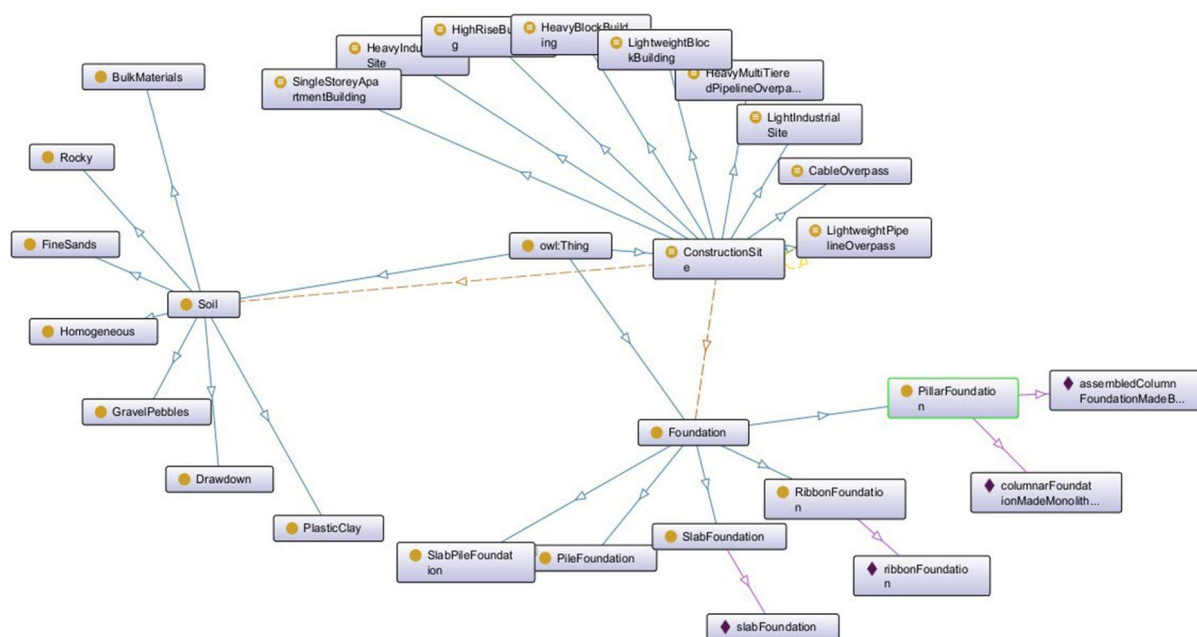 HighRiseBu
g
HeavyBlockBuild
ing
LightweightBloc
kBuilding
HeavyIndu
Site
SingleStoreyApa
rtmentBuilding
HeavyMultiTiere
dPipelineOverpa...
BulkMaterials
LightIndustrial
Site
Rocky
CableOverpass
FineSands
owl:Thing
ConstructionSit
e
LightweightPipe
lineOverpass
Soil
Homogeneous
GravelPebbles
PillarFoundatio
n
assembledColumn
FoundationMadeB...
Foundation
Drawdown
columnarFoundat
ionMadeMonolith...
RibbonFoundatio
n
PlasticClay
SlabFoundation
SlabPileFoundat
ion
PileFoundation
ribbonFoundatio
n
slabFoundation